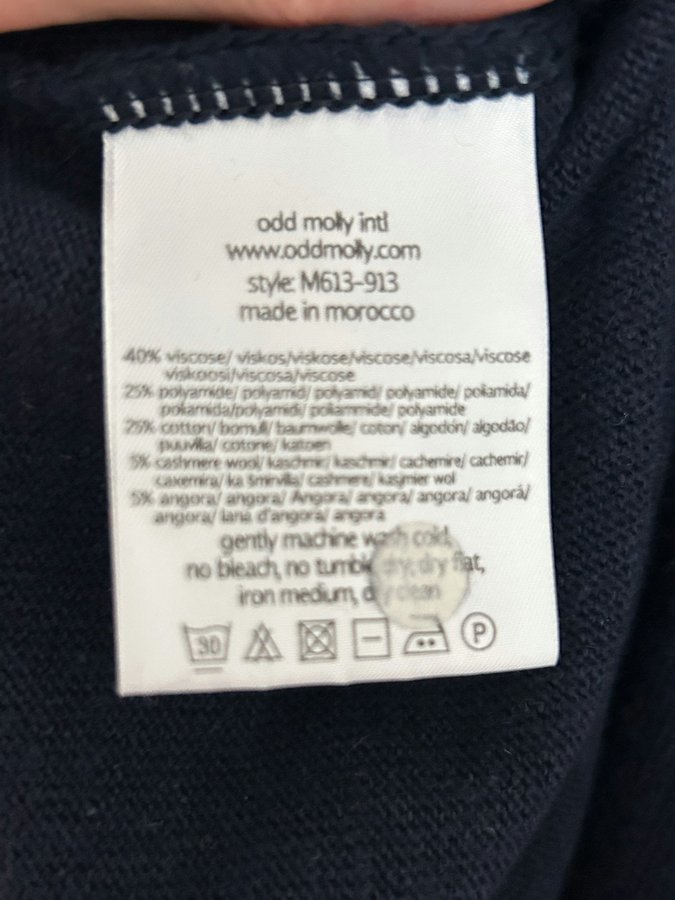 odd molly intl
www.oddmolly.com
style: M613-913
made in morocco
40% viscose/ viskos/viskose/viscose/viscosa/viscose
viskoosi/viscosa/viscose
25% polyamide/ polyamid/ polyamid/ polyamide/ poliamida/
poliamida/polyamidi/ poliammide/ polyamide
25% cotton/ bomull/ baumwolle/ coton/ algodón/ algodão/
puuvilla/ cotone/ katoen
5% cashmere wool/ kaschmir/ kaschmir/ cachemire/ cachemir/
caxemira/ ka šmirvilla/ cashmere/ kasjmier wol
5% angora/ angora/ Angora/ angora/ angora/ angorá/
angora/ lana d'angora/ angora
gently machine wash cold,
no bleach, no tumble dry, dry flat,
iron medium, dry clean
30 P